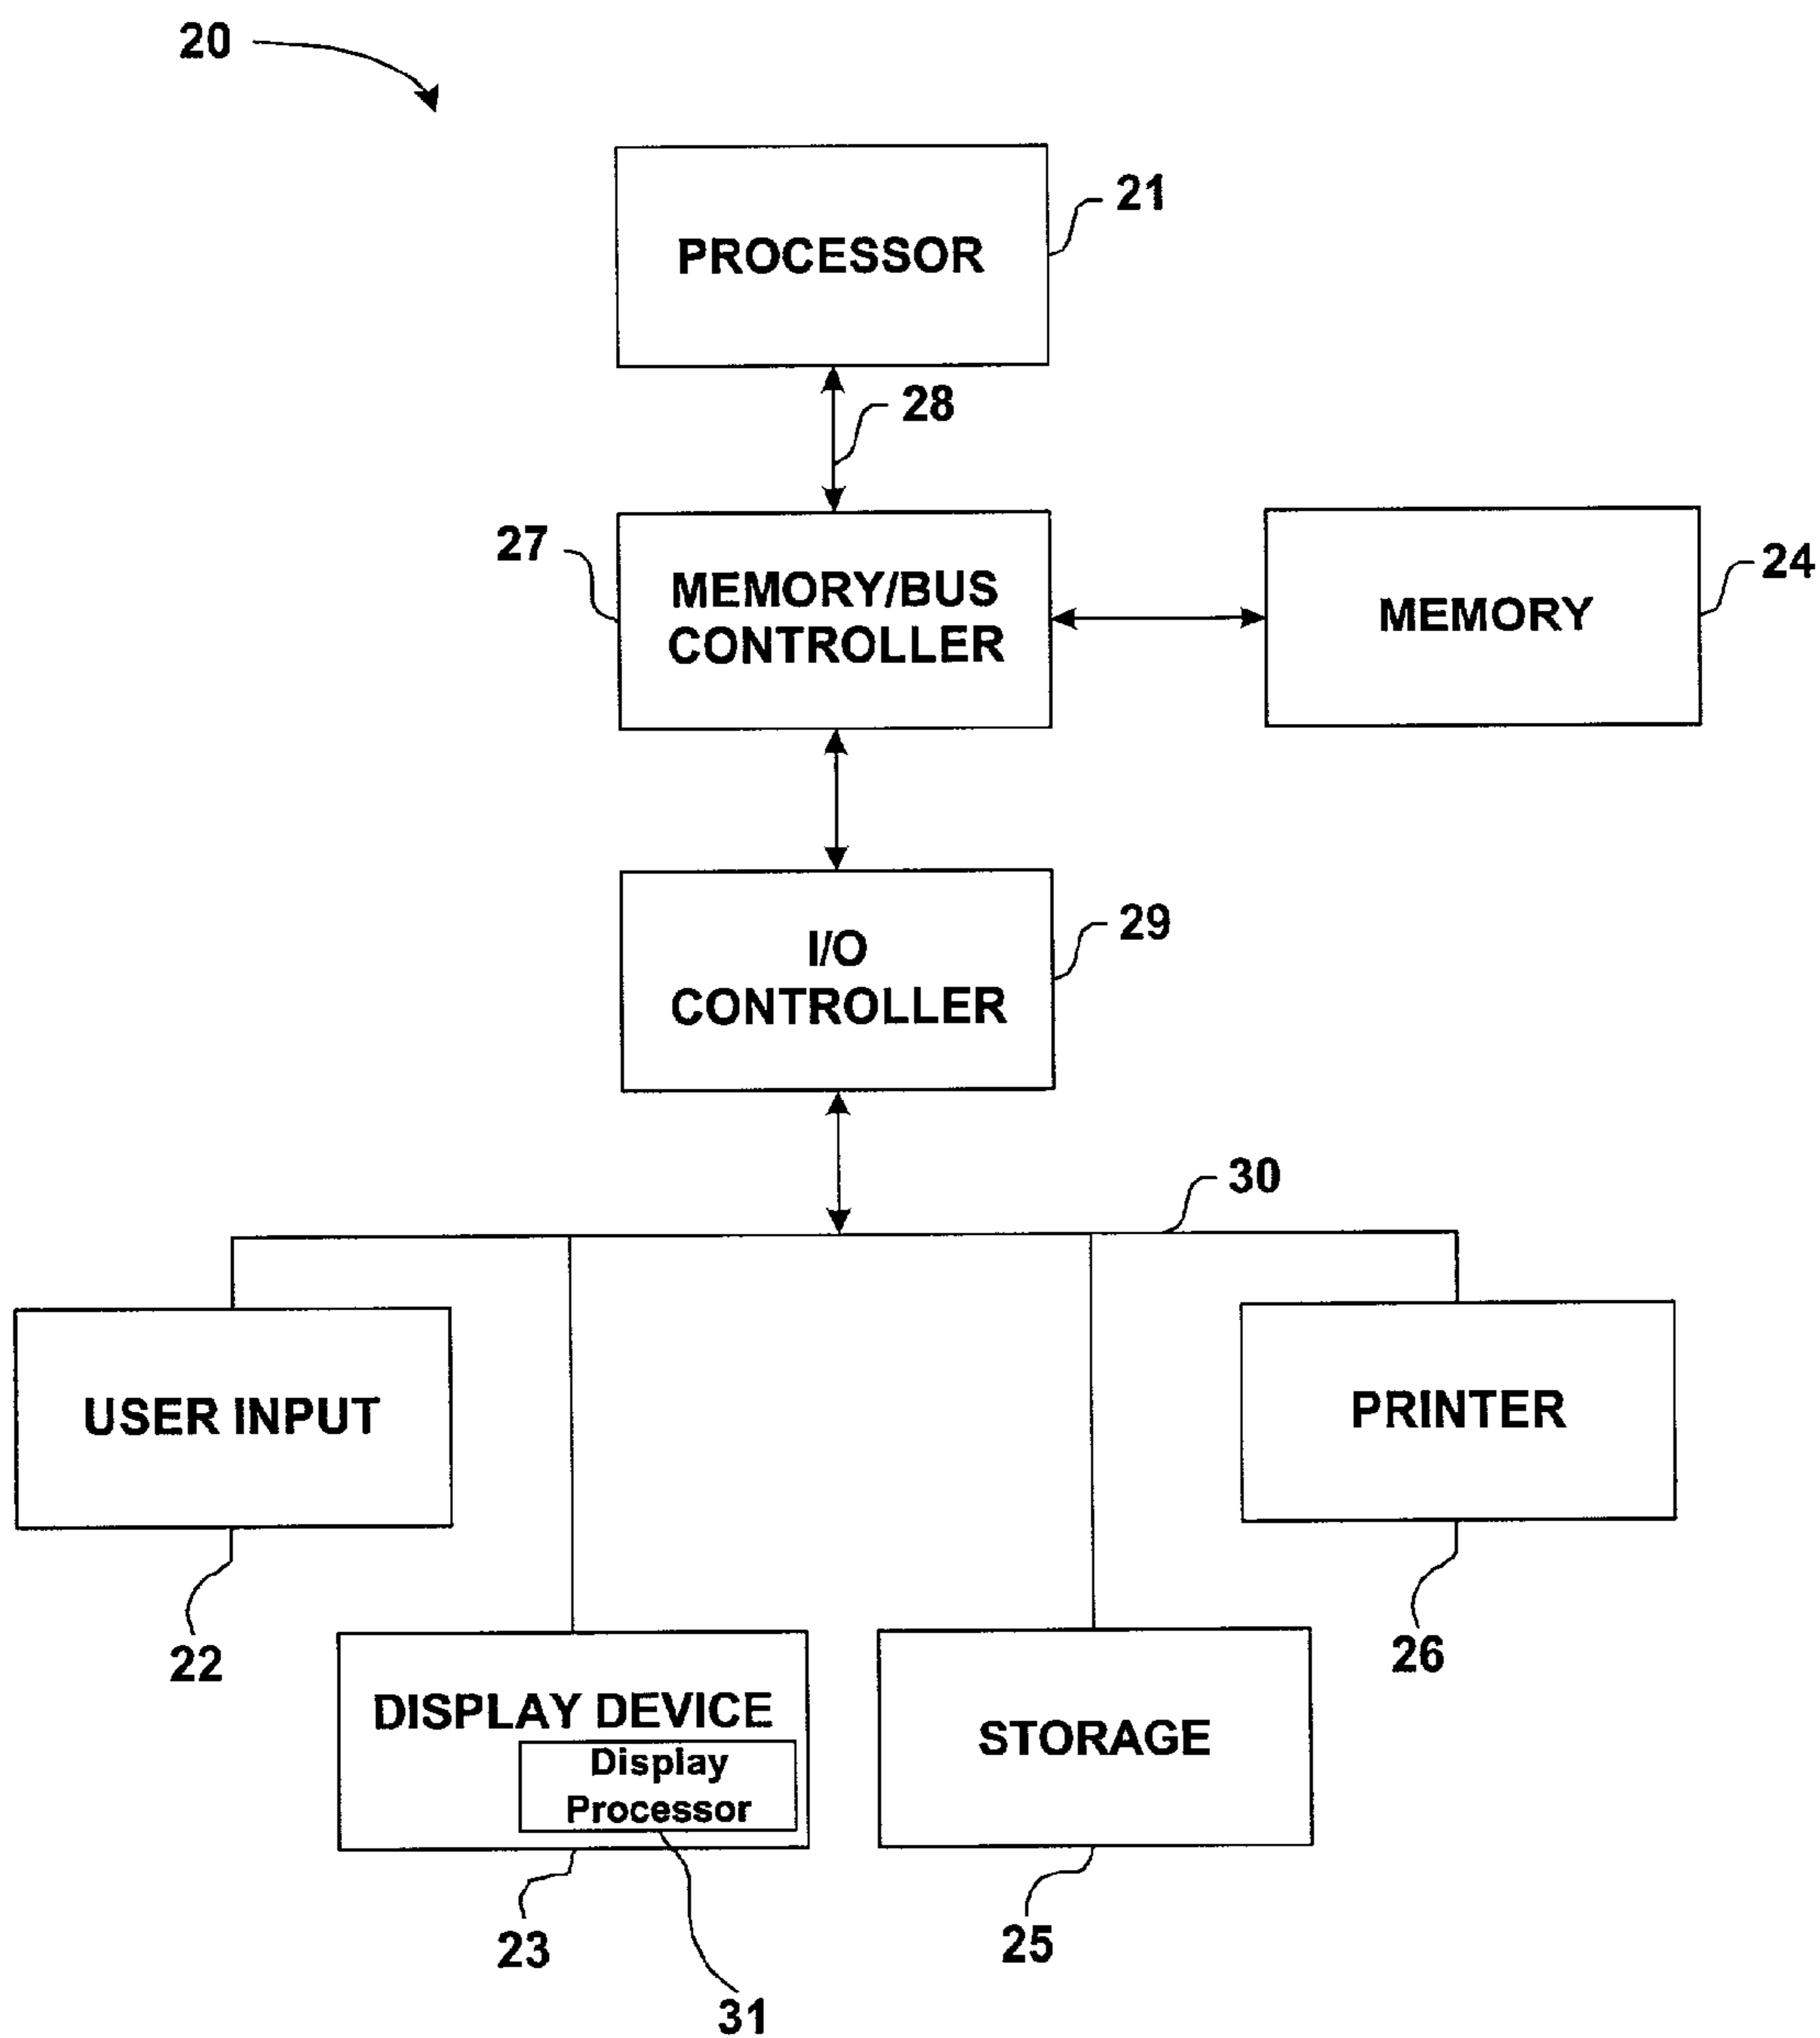 20
PROCESSOR
21
28
27
MEMORY/BUS
CONTROLLER
MEMORY
24
I/O
CONTROLLER
29
30
USER INPUT
PRINTER
22
26
DISPLAY DEVICE
Display
Processor
STORAGE
23
25
31